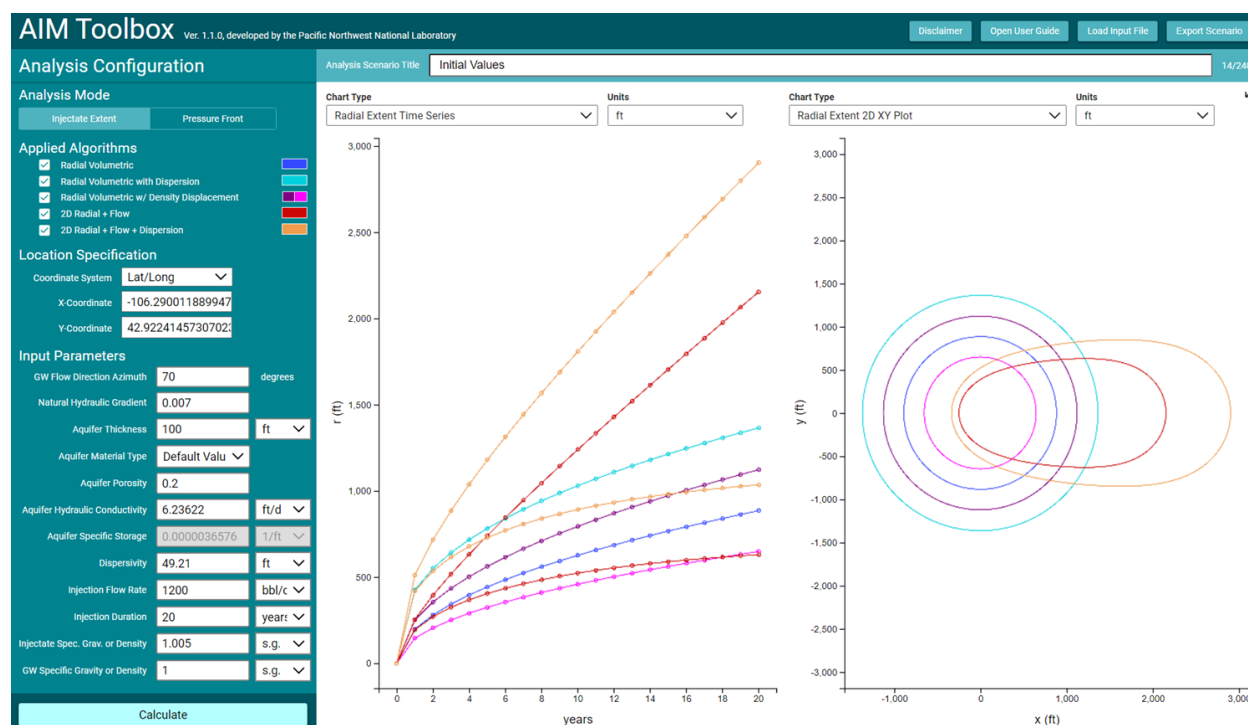 AIM Toolbox Ver. 1.1.0, developed by the Pacific Northwest National Laboratory
Disclaimer
Open User Guide
Load Input File
Export Scenario
Analysis Configuration
Analysis Mode
Injectate Extent
Pressure Front
Applied Algorithms
Radial Volumetric
Radial Volumetric with Dispersion
Radial Volumetric w/ Density Displacement
2D Radial + Flow
2D Radial + Flow + Dispersion
Location Specification
Coordinate System Lat/Long
X-Coordinate -106.290011889947
Y-Coordinate 42.9224145730702
Input Parameters
GW Flow Direction Azimuth 70 degrees
Natural Hydraulic Gradient 0.007
Aquifer Thickness 100 ft
Aquifer Material Type Default Valu
Aquifer Porosity 0.2
Aquifer Hydraulic Conductivity 6.23622 ft/d
Aquifer Specific Storage 0.0000036576 1/ft
Dispersivity 49.21 ft
Injection Flow Rate 1200 bbl/c
Injection Duration 20 years
Injectate Spec. Grav. or Density 1.005 s.g.
GW Specific Gravity or Density 1 s.g.
Calculate
Analysis Scenario Title Initial Values 14/240
Chart Type
Radial Extent Time Series
Units
ft
3,000
2,500
2,000
1,500
1,000
500
0
r (ft)
0 2 4 6 8 10 12 14 16 18 20
years
Chart Type
Radial Extent 2D XY Plot
Units
ft
3,000
2,500
2,000
1,500
1,000
500
0
-500
-1,000
-1,500
-2,000
-2,500
-3,000
y (ft)
-1,000 0 1,000 2,000 3,000
x (ft)